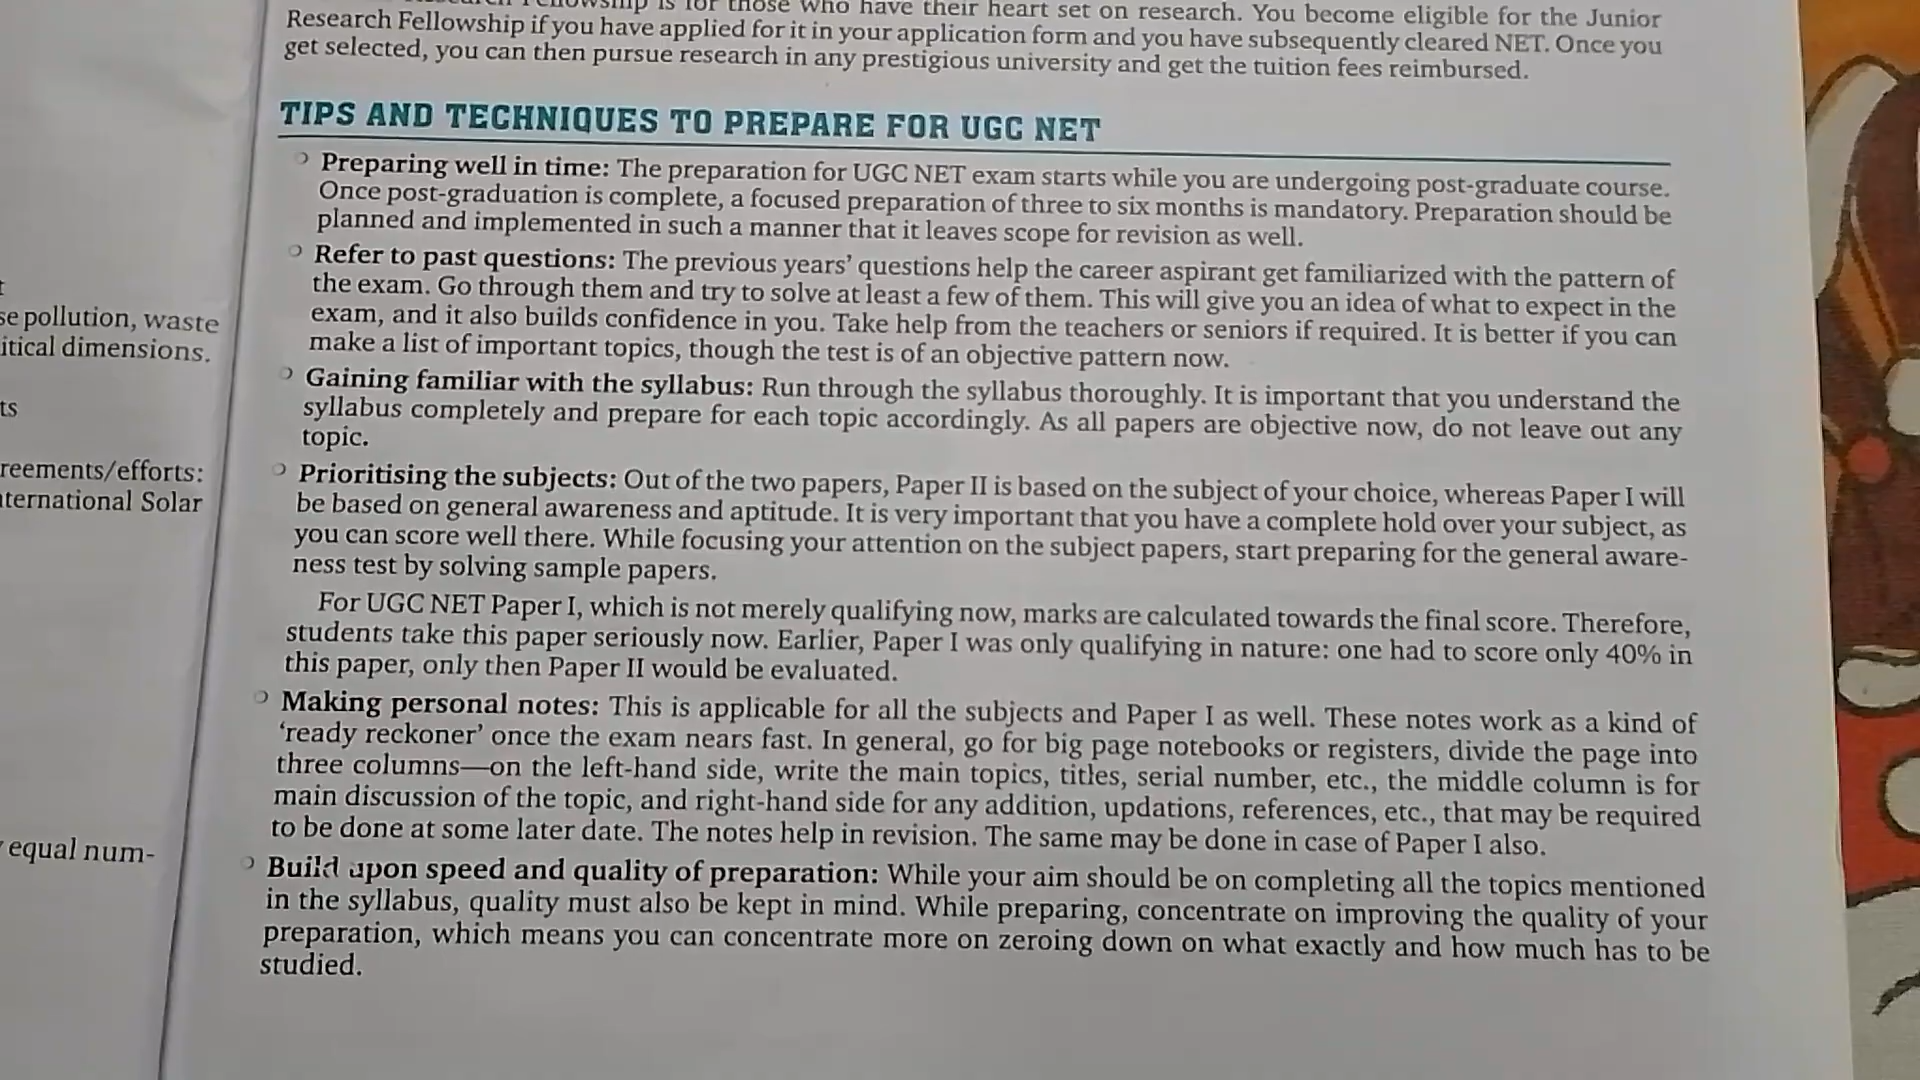 Fellowship is for those who have their heart set on research. You become eligible for the Junior
Research Fellowship if you have applied for it in your application form and you have subsequently cleared NET. Once you
get selected, you can then pursue research in any prestigious university and get the tuition fees reimbursed.
TIPS AND TECHNIQUES TO PREPARE FOR UGC NET
Preparing well in time: The preparation for UGC NET exam starts while you are undergoing post-graduate course.
Once post-graduation is complete, a focused preparation of three to six months is mandatory. Preparation should be
planned and implemented in such a manner that it leaves scope for revision as well.
Refer to past questions: The previous years' questions help the career aspirant get familiarized with the pattern of
the exam. Go through them and try to solve at least a few of them. This will give you an idea of what to expect in the
exam, and it also builds confidence in you. Take help from the teachers or seniors if required. It is better if you can
make a list of important topics, though the test is of an objective pattern now.
Gaining familiar with the syllabus: Run through the syllabus thoroughly. It is important that you understand the
syllabus completely and prepare for each topic accordingly. As all papers are objective now, do not leave out any
topic.
Prioritising the subjects: Out of the two papers, Paper II is based on the subject of your choice, whereas Paper I will
be based on general awareness and aptitude. It is very important that you have a complete hold over your subject, as
you can score well there. While focusing your attention on the subject papers, start preparing for the general aware-
ness test by solving sample papers.
For UGC NET Paper I, which is not merely qualifying now, marks are calculated towards the final score. Therefore,
students take this paper seriously now. Earlier, Paper I was only qualifying in nature: one had to score only 40% in
this paper, only then Paper II would be evaluated.
Making personal notes: This is applicable for all the subjects and Paper I as well. These notes work as a kind of
'ready reckoner' once the exam nears fast. In general, go for big page notebooks or registers, divide the page into
three columns—on the left-hand side, write the main topics, titles, serial number, etc., the middle column is for
main discussion of the topic, and right-hand side for any addition, updations, references, etc., that may be required
to be done at some later date. The notes help in revision. The same may be done in case of Paper I also.
Build upon speed and quality of preparation: While your aim should be on completing all the topics mentioned
in the syllabus, quality must also be kept in mind. While preparing, concentrate on improving the quality of your
preparation, which means you can concentrate more on zeroing down on what exactly and how much has to be
studied.
pollution, waste
dimensions.
International Solar
equal num-